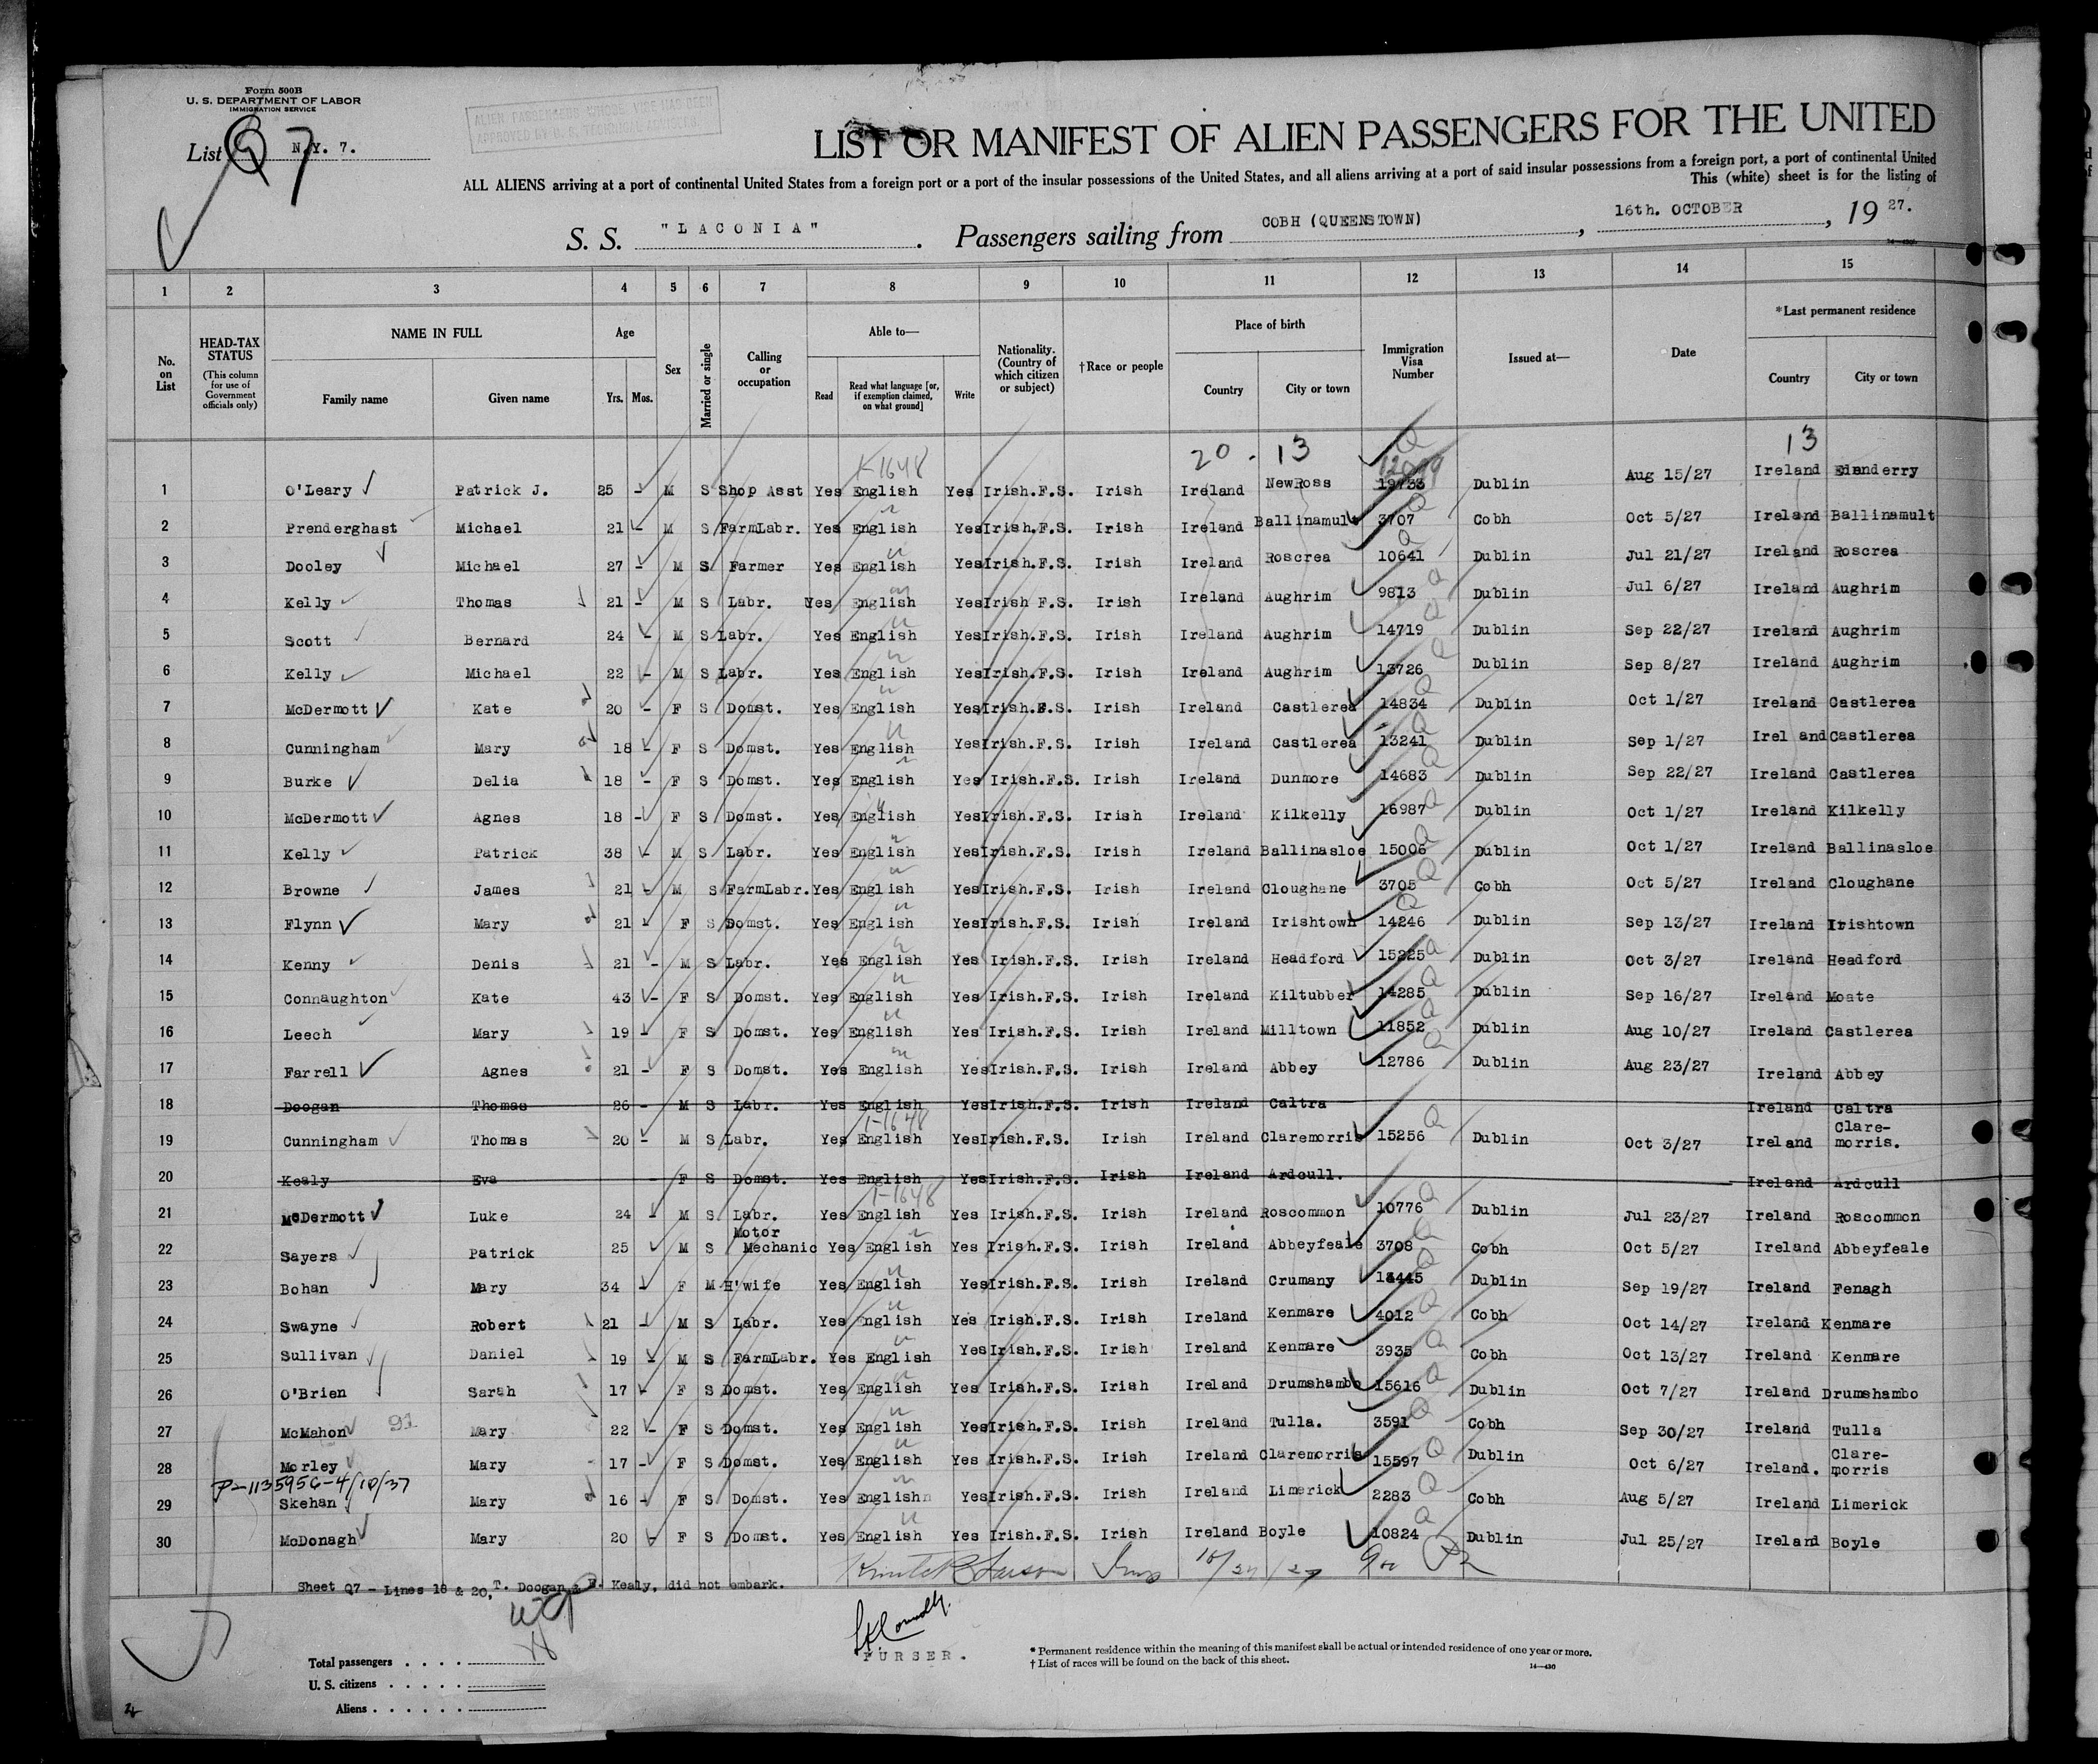 Form 500B
U. S. DEPARTMENT OF LABOR
IMMIGRATION SERVICE
List Q 7 N.Y. 7.
LIST OR MANIFEST OF ALIEN PASSENGERS FOR THE UNITED
ALL ALIENS arriving at a port of continental United States from a foreign port or a port of the insular possessions of the United States, and all aliens arriving at a port of said insular possessions from a foreign port, a port of continental United
This (white) sheet is for the listing of
S. S. "LACONIA". Passengers sailing from COBH (QUEENSTOWN), 16th. OCTOBER, 1927.
1 2 3 4 5 6 7 8 9 10 11 12 13 14 15
No. on List
HEAD-TAX STATUS (This column for use of Government officials only)
NAME IN FULL Family name Given name
Age Yrs. Mos.
Sex
Married or single
Calling or occupation
Able to— Read Read what language [or, if exemption claimed, on what ground] Write
Nationality. (Country of which citizen or subject)
†Race or people
Place of birth Country City or town
Immigration Visa Number
Issued at—
Date
*Last permanent residence Country City or town
20 - 13 13
1 O'Leary Patrick J. 25 - M S Shop Asst Yes English Yes Irish.F.S. Irish Ireland NewRoss Dublin Aug 15/27 Ireland Edenderry
2 Prenderghast Michael 21 - M S FarmLabr. Yes English Yes Irish.F.S. Irish Ireland Ballinamult 3707 Cobh Oct 5/27 Ireland Ballinamult
3 Dooley Michael 27 - M S Farmer Yes English Yes Irish.F.S. Irish Ireland Roscrea 10641 Dublin Jul 21/27 Ireland Roscrea
4 Kelly Thomas 21 - M S Labr. Yes English Yes Irish F.S. Irish Ireland Aughrim 9813 Dublin Jul 6/27 Ireland Aughrim
5 Scott Bernard 24 - M S Labr. Yes English Yes Irish.F.S. Irish Ireland Aughrim 14719 Dublin Sep 22/27 Ireland Aughrim
6 Kelly Michael 22 - M S Labr. Yes English Yes Irish.F.S. Irish Ireland Aughrim 13726 Dublin Sep 8/27 Ireland Aughrim
7 McDermott Kate 20 - F S Domst. Yes English Yes Irish.F.S. Irish Ireland Castlerea 14834 Dublin Oct 1/27 Ireland Castlerea
8 Cunningham Mary 18 - F S Domst. Yes English Yes Irish.F.S. Irish Ireland Castlerea 13241 Dublin Sep 1/27 Ireland Castlerea
9 Burke Delia 18 - F S Domst. Yes English Yes Irish.F.S. Irish Ireland Dunmore 14683 Dublin Sep 22/27 Ireland Castlerea
10 McDermott Agnes 18 - F S Domst. Yes English Yes Irish.F.S. Irish Ireland Kilkelly 16987 Dublin Oct 1/27 Ireland Kilkelly
11 Kelly Patrick 38 - M S Labr. Yes English Yes Irish.F.S. Irish Ireland Ballinasloe 15006 Dublin Oct 1/27 Ireland Ballinasloe
12 Browne James 21 - M S FarmLabr. Yes English Yes Irish.F.S. Irish Ireland Cloughane 3705 Cobh Oct 5/27 Ireland Cloughane
13 Flynn Mary 21 - F S Domst. Yes English Yes Irish.F.S. Irish Ireland Irishtown 14246 Dublin Sep 13/27 Ireland Irishtown
14 Kenny Denis 21 - M S Labr. Yes English Yes Irish.F.S. Irish Ireland Headford 15225 Dublin Oct 3/27 Ireland Headford
15 Connaughton Kate 43 - F S Domst. Yes English Yes Irish.F.S. Irish Ireland Kiltubber 14285 Dublin Sep 16/27 Ireland Moate
16 Leech Mary 19 - F S Domst. Yes English Yes Irish.F.S. Irish Ireland Milltown 11852 Dublin Aug 10/27 Ireland Castlerea
17 Farrell Agnes 21 - F S Domst. Yes English Yes Irish.F.S. Irish Ireland Abbey 12786 Dublin Aug 23/27 Ireland Abbey
18 Doogan Thomas 26 - M S Labr. Yes English Yes Irish.F.S. Irish Ireland Caltra Ireland Caltra
19 Cunningham Thomas 20 - M S Labr. Yes English Yes Irish.F.S. Irish Ireland Claremorris 15256 Dublin Oct 3/27 Ireland Clare-morris.
20 Kealy Eva - F S Domst. Yes English Yes Irish.F.S. Irish Ireland Ardcull. Ireland Ardcull
21 McDermott Luke 24 - M S Labr. Yes English Yes Irish.F.S. Irish Ireland Roscommon 10776 Dublin Jul 23/27 Ireland Roscommon
22 Sayers Patrick 25 M S Motor Mechanic Yes English Yes Irish.F.S. Irish Ireland Abbeyfeale 3708 Cobh Oct 5/27 Ireland Abbeyfeale
23 Bohan Mary 34 - F M H'wife Yes English Yes Irish.F.S. Irish Ireland Crumany Dublin Sep 19/27 Ireland Fenagh
24 Swayne Robert 21 - M S Labr. Yes English Yes Irish.F.S. Irish Ireland Kenmare 4012 Cobh Oct 14/27 Ireland Kenmare
25 Sullivan Daniel 19 - M S FarmLabr. Yes English Yes Irish.F.S. Irish Ireland Kenmare 3935 Cobh Oct 13/27 Ireland Kenmare
26 O'Brien Sarah 17 - F S Domst. Yes English Yes Irish.F.S. Irish Ireland Drumshambo 15616 Dublin Oct 7/27 Ireland Drumshambo
27 McMahon Mary 22 - F S Domst. Yes English Yes Irish.F.S. Irish Ireland Tulla. 3591 Cobh Sep 30/27 Ireland Tulla
28 Morley Mary 17 - F S Domst. Yes English Yes Irish.F.S. Irish Ireland Claremorris 15597 Dublin Oct 6/27 Ireland. Clare-morris
P-1135956-4/10/37
29 Skehan Mary 16 - F S Domst. Yes English Yes Irish.F.S. Irish Ireland Limerick 2283 Cobh Aug 5/27 Ireland Limerick
30 McDonagh Mary 20 - F S Domst. Yes English Yes Irish.F.S. Irish Ireland Boyle 10824 Dublin Jul 25/27 Ireland Boyle
Sheet Q7 - Lines 18 & 20, T. Doogan & E. Kealy, did not embark.
PURSER.
Total passengers . . . .
U. S. citizens . . . . .
Aliens . . . . . .
* Permanent residence within the meaning of this manifest shall be actual or intended residence of one year or more.
† List of races will be found on the back of this sheet.
14—430